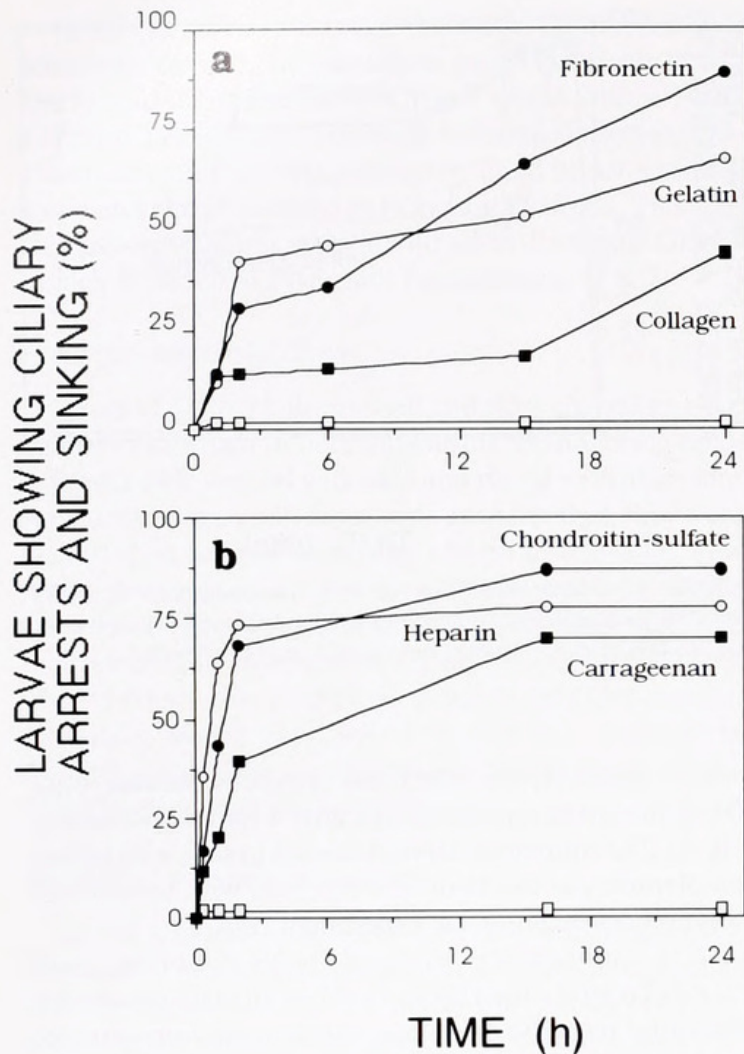 LARVAE SHOWING CILIARY
ARRESTS AND SINKING (%)
a
100
75
50
25
0
Fibronectin
Gelatin
Collagen
0 6 12 18 24
b
100
75
50
25
0
Chondroitin-sulfate
Heparin
Carrageenan
0 6 12 18 24
TIME (h)